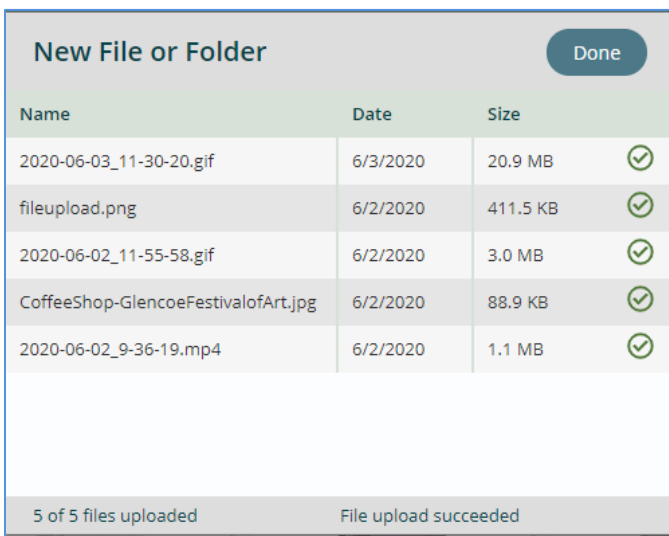 New File or Folder Done
Name Date Size
2020-06-03_11-30-20.gif 6/3/2020 20.9 MB
fileupload.png 6/2/2020 411.5 KB
2020-06-02_11-55-58.gif 6/2/2020 3.0 MB
CoffeeShop-GlencoeFestivalofArt.jpg 6/2/2020 88.9 KB
2020-06-02_9-36-19.mp4 6/2/2020 1.1 MB
5 of 5 files uploaded File upload succeeded